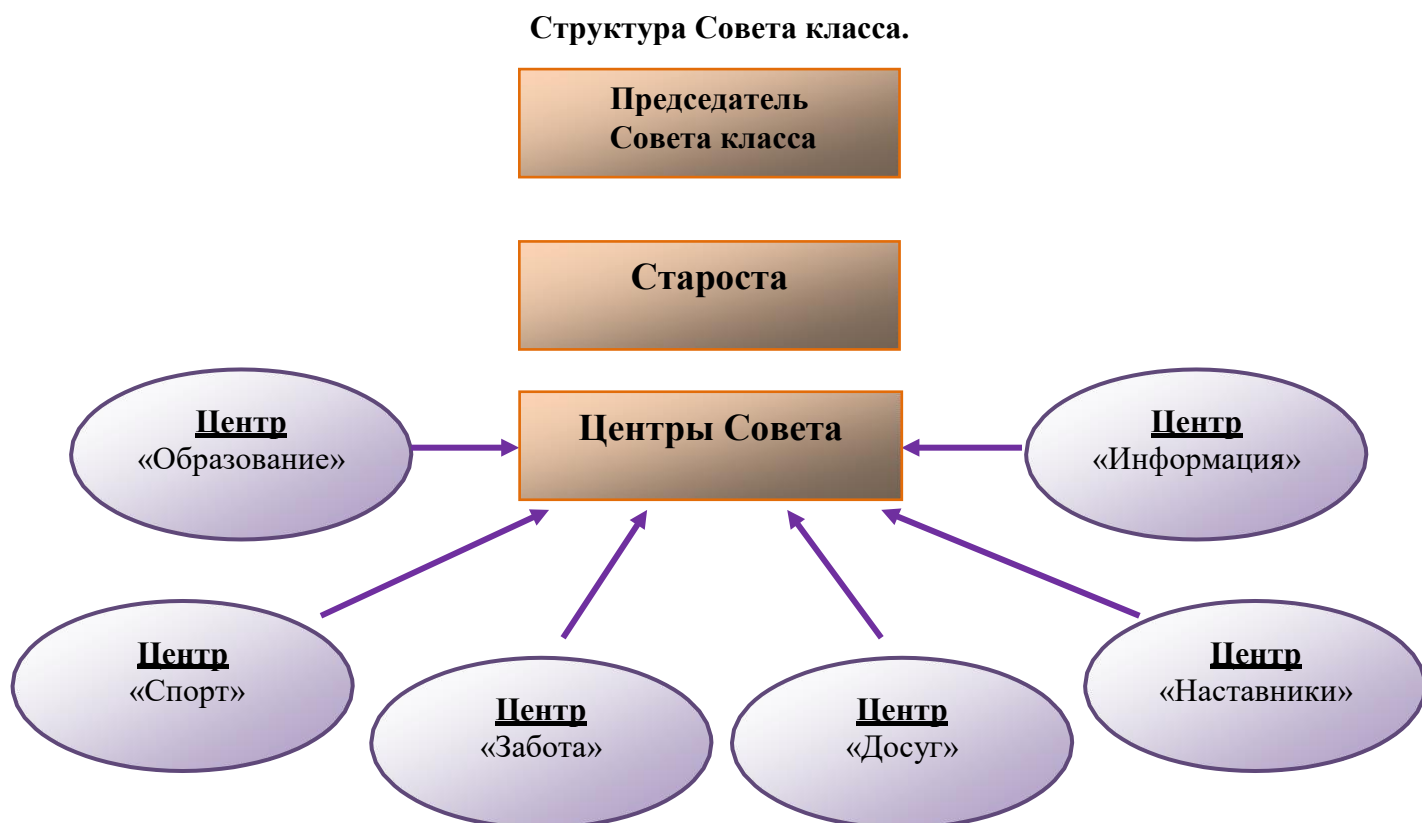 Структура Совета класса.
Председатель
Совета класса
Староста
Центры Совета
Центр
«Образование»
Центр
«Информация»
Центр
«Спорт»
Центр
«Забота»
Центр
«Досуг»
Центр
«Наставники»